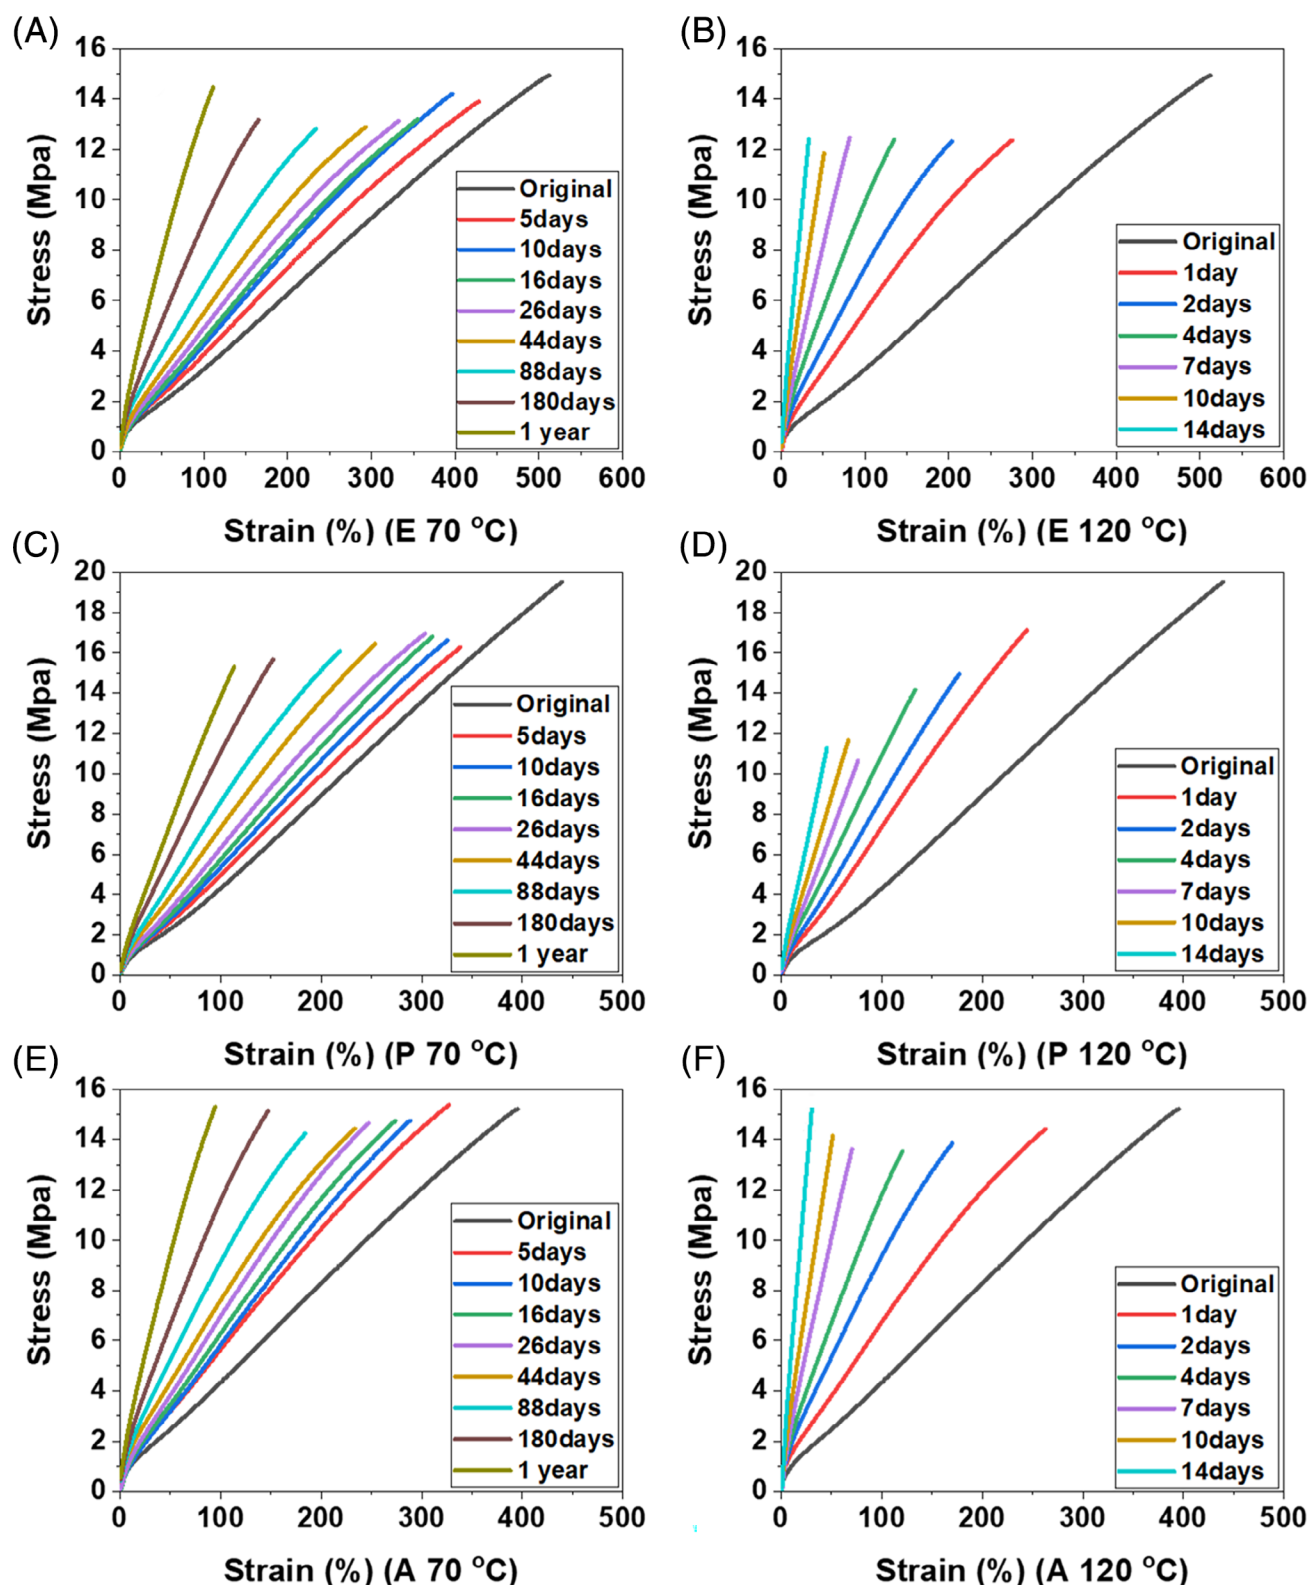 (A)
16
14
12
10
8
6
4
2
0
Stress (Mpa)
Original
5days
10days
16days
26days
44days
88days
180days
1 year
0 100 200 300 400 500 600
Strain (%) (E 70 °C)
(B)
16
14
12
10
8
6
4
2
0
Stress (Mpa)
Original
1day
2days
4days
7days
10days
14days
0 100 200 300 400 500 600
Strain (%) (E 120 °C)
(C)
20
18
16
14
12
10
8
6
4
2
0
Stress (Mpa)
Original
5days
10days
16days
26days
44days
88days
180days
1 year
0 100 200 300 400 500
Strain (%) (P 70 °C)
(D)
20
18
16
14
12
10
8
6
4
2
0
Stress (Mpa)
Original
1day
2days
4days
7days
10days
14days
0 100 200 300 400 500
Strain (%) (P 120 °C)
(E)
16
14
12
10
8
6
4
2
0
Stress (Mpa)
Original
5days
10days
16days
26days
44days
88days
180days
1 year
0 100 200 300 400 500
Strain (%) (A 70 °C)
(F)
16
14
12
10
8
6
4
2
0
Stress (Mpa)
Original
1day
2days
4days
7days
10days
14days
0 100 200 300 400 500
Strain (%) (A 120 °C)